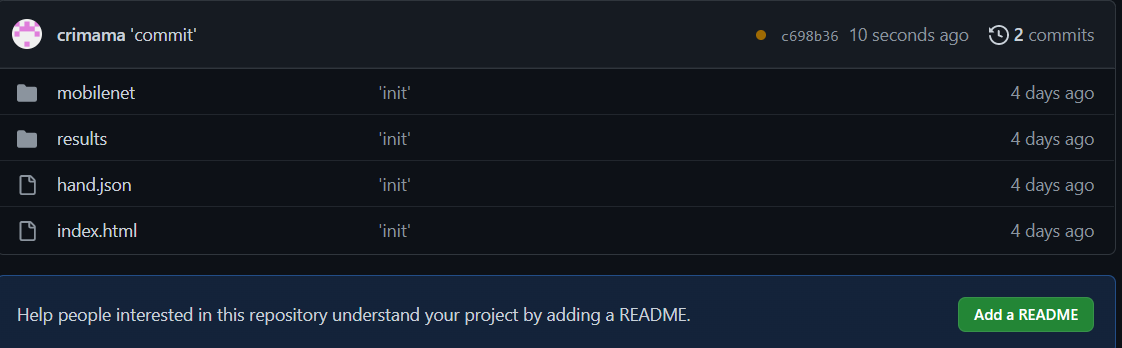 crimama 'commit' c698b36 10 seconds ago 2 commits
mobilenet 'init' 4 days ago
results 'init' 4 days ago
hand.json 'init' 4 days ago
index.html 'init' 4 days ago
Help people interested in this repository understand your project by adding a README. Add a README